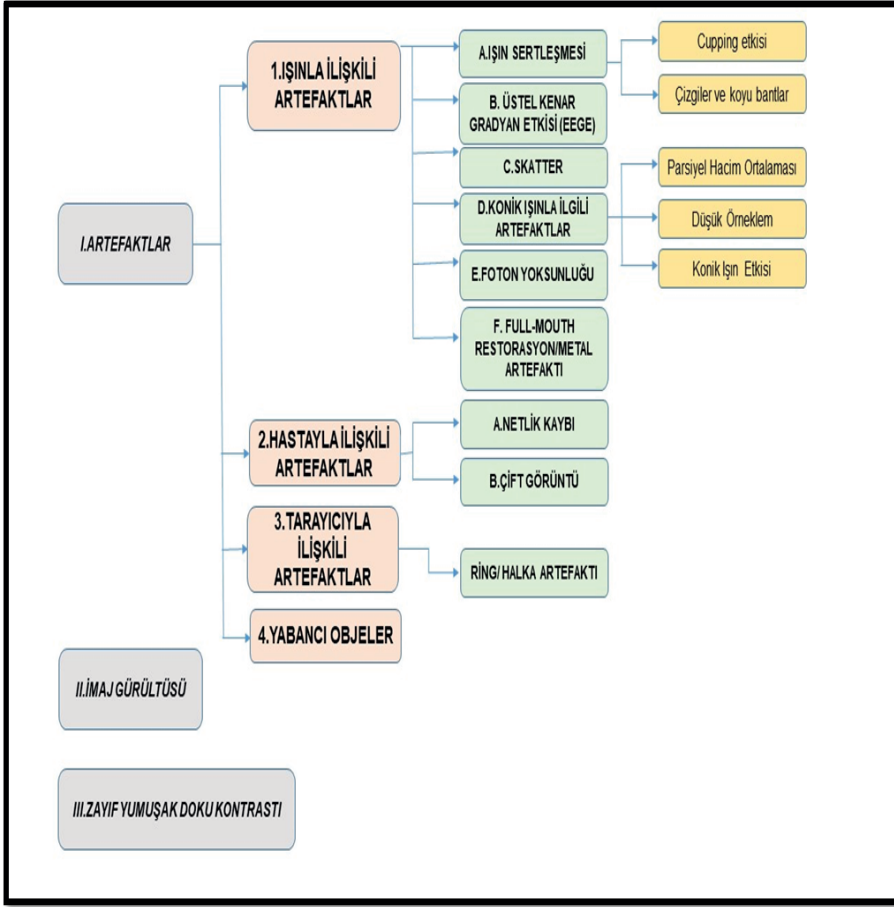 I.ARTEFAKTLAR
1.IŞINLA İLİŞKİLİ
ARTEFAKTLAR
A.IŞIN SERTLEŞMESİ
Cupping etkisi
Çizgiler ve koyu bantlar
B. ÜSTEL KENAR
GRADYAN ETKİSİ (EEGE)
C.SKATTER
D.KONİK IŞINLA İLGİLİ
ARTEFAKTLAR
Parsiyel Hacim Ortalaması
Düşük Örneklem
Konik Işın Etkisi
E.FOTON YOKSUNLUĞU
F. FULL-MOUTH
RESTORASYON/METAL
ARTEFAKTI
2.HASTAYLA İLİŞKİLİ
ARTEFAKTLAR
A.NETLİK KAYBI
B.ÇİFT GÖRÜNTÜ
3.TARAYICIYLA
İLİŞKİLİ
ARTEFAKTLAR
RİNG/ HALKA ARTEFAKTI
4.YABANCI OBJELER
II.İMAJ GÜRÜLTÜSÜ
III.ZAYIF YUMUŞAK DOKU KONTRASTI